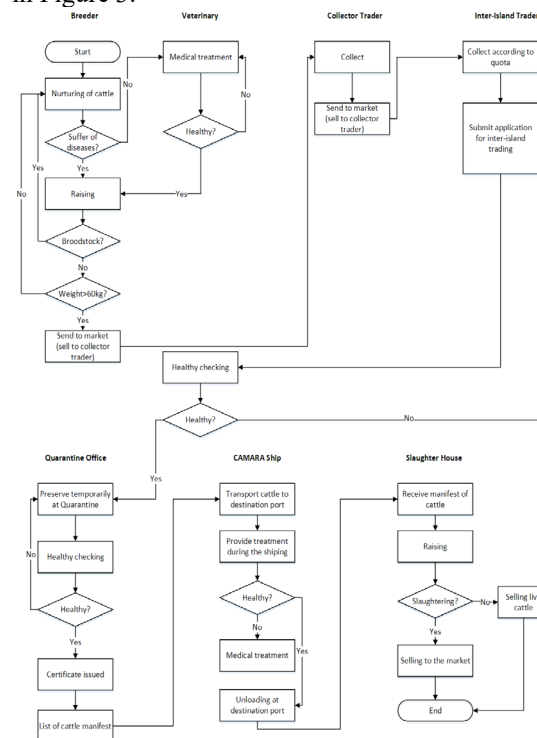 in Figure 3.
Breeder
Veterinary
Collector Trader
Inter-Island Trader
Start
Nurturing of cattle
No
Suffer of
diseases?
Yes
Yes
No
Raising
Broodstock?
No
Weight>60kg?
Yes
Send to market
(sell to collector
trader)
Medical treatment
No
Healthy?
Yes
Collect
Send to market
(sell to collector
trader)
Collect according to
quota
Submit application
for inter-island
trading
Healthy checking
Healthy?
No
Yes
Quarantine Office
CAMARA Ship
Slaughter House
Preserve temporarily
at Quarantine
No
Healthy checking
Healthy?
Yes
Certificate issued
List of cattle manifest
Transport cattle to
destination port
Provide treatment
during the shiping
Healthy?
No
Yes
Medical treatment
Unloading at
destination port
Receive manifest of
cattle
Raising
Slaughtering?
No
Selling liv
cattle
Yes
Selling to the market
End